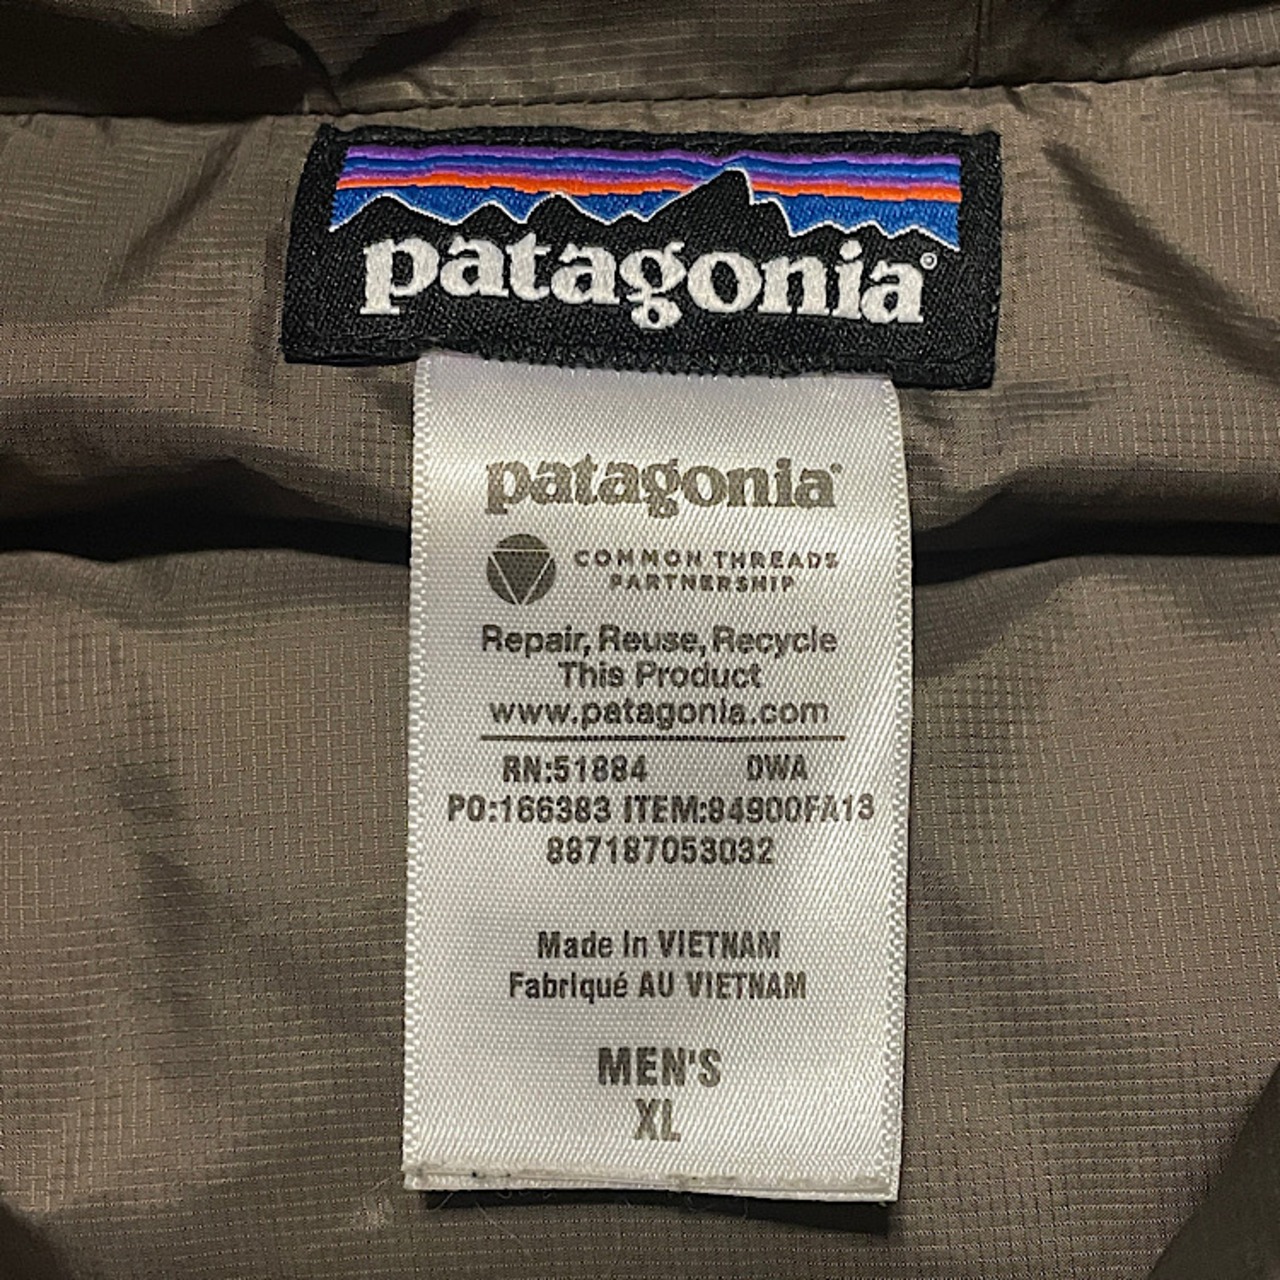 patagonia®
patagonia®
COMMON THREADS
PARTNERSHIP
Repair, Reuse, Recycle
This Product
www.patagonia.com
RN:51884 DWA
PO:166383 ITEM:84900FA13
887187053032
Made In VIETNAM
Fabriqué AU VIETNAM
MEN'S
XL